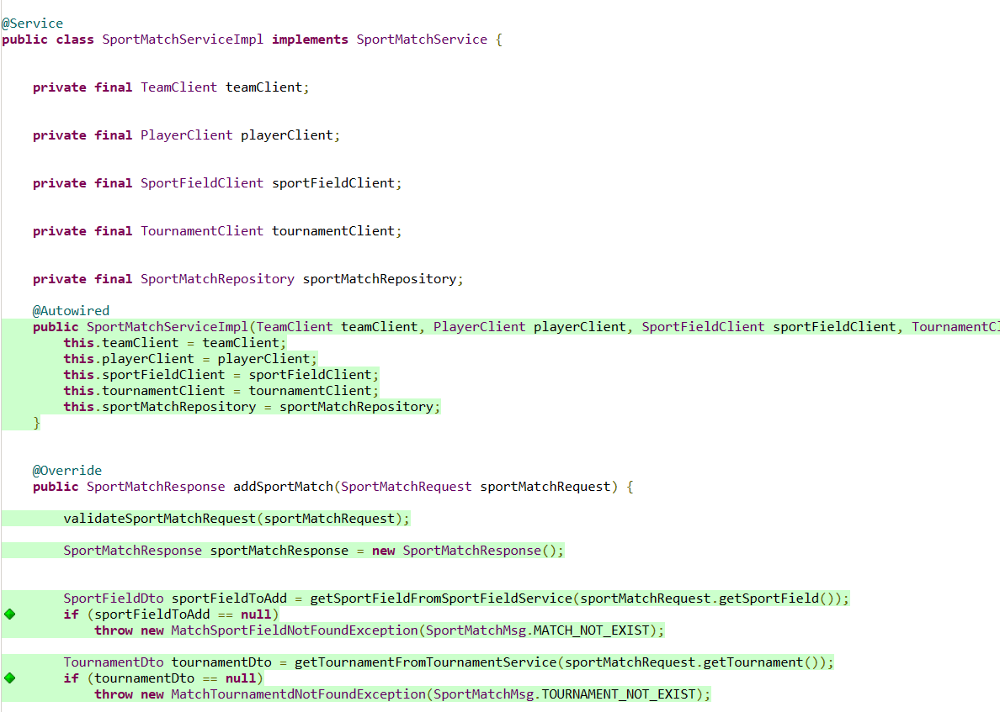 @Service
public class SportMatchServiceImpl implements SportMatchService {
private final TeamClient teamClient;
private final PlayerClient playerClient;
private final SportFieldClient sportFieldClient;
private final TournamentClient tournamentClient;
private final SportMatchRepository sportMatchRepository;
@Autowired
public SportMatchServiceImpl(TeamClient teamClient, PlayerClient playerClient, SportFieldClient sportFieldClient, TournamentCl
this.teamClient = teamClient;
this.playerClient = playerClient;
this.sportFieldClient = sportFieldClient;
this.tournamentClient = tournamentClient;
this.sportMatchRepository = sportMatchRepository;
}
@Override
public SportMatchResponse addSportMatch(SportMatchRequest sportMatchRequest) {
validateSportMatchRequest(sportMatchRequest);
SportMatchResponse sportMatchResponse = new SportMatchResponse();
SportFieldDto sportFieldToAdd = getSportFieldFromSportFieldService(sportMatchRequest.getSportField());
if (sportFieldToAdd == null)
throw new MatchSportFieldNotFoundException(SportMatchMsg.MATCH_NOT_EXIST);
TournamentDto tournamentDto = getTournamentFromTournamentService(sportMatchRequest.getTournament());
if (tournamentDto == null)
throw new MatchTournamentdNotFoundException(SportMatchMsg.TOURNAMENT_NOT_EXIST);